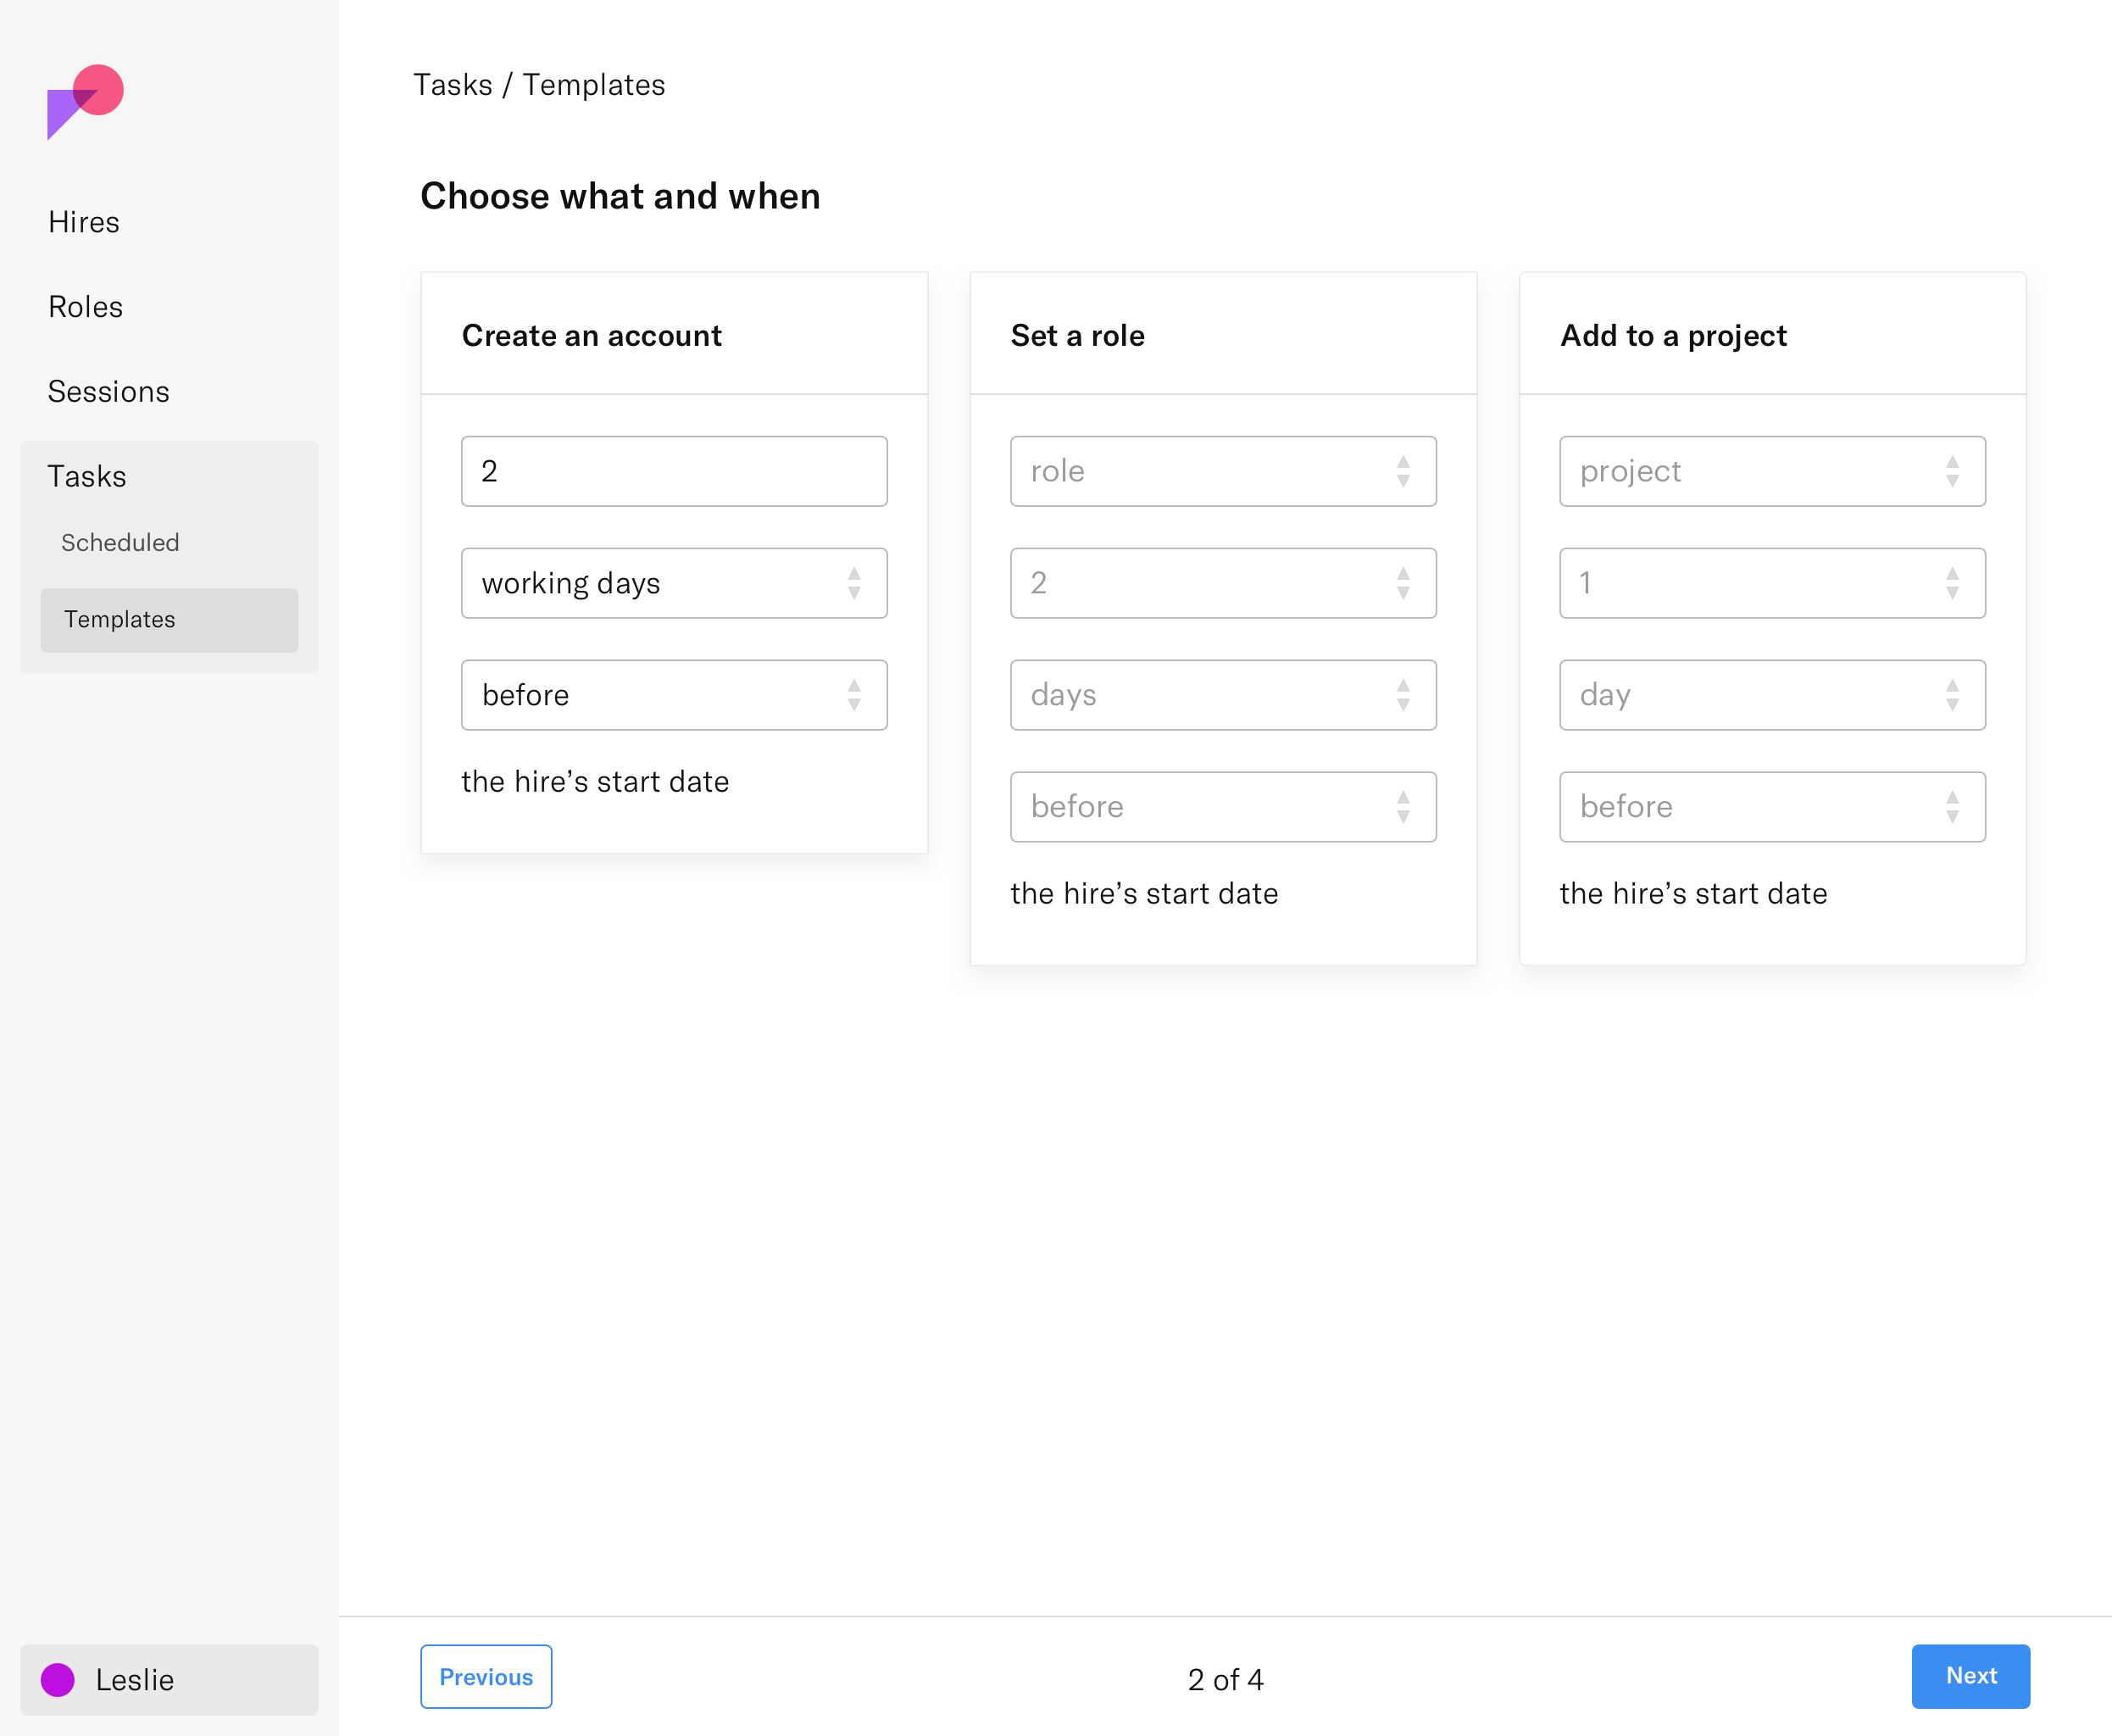 Hires
Roles
Sessions
Tasks
Scheduled
Templates
Leslie
Tasks / Templates
Choose what and when
Create an account
2
working days
before
the hire’s start date
Set a role
role
2
days
before
the hire’s start date
Add to a project
project
1
day
before
the hire’s start date
Previous
2 of 4
Next